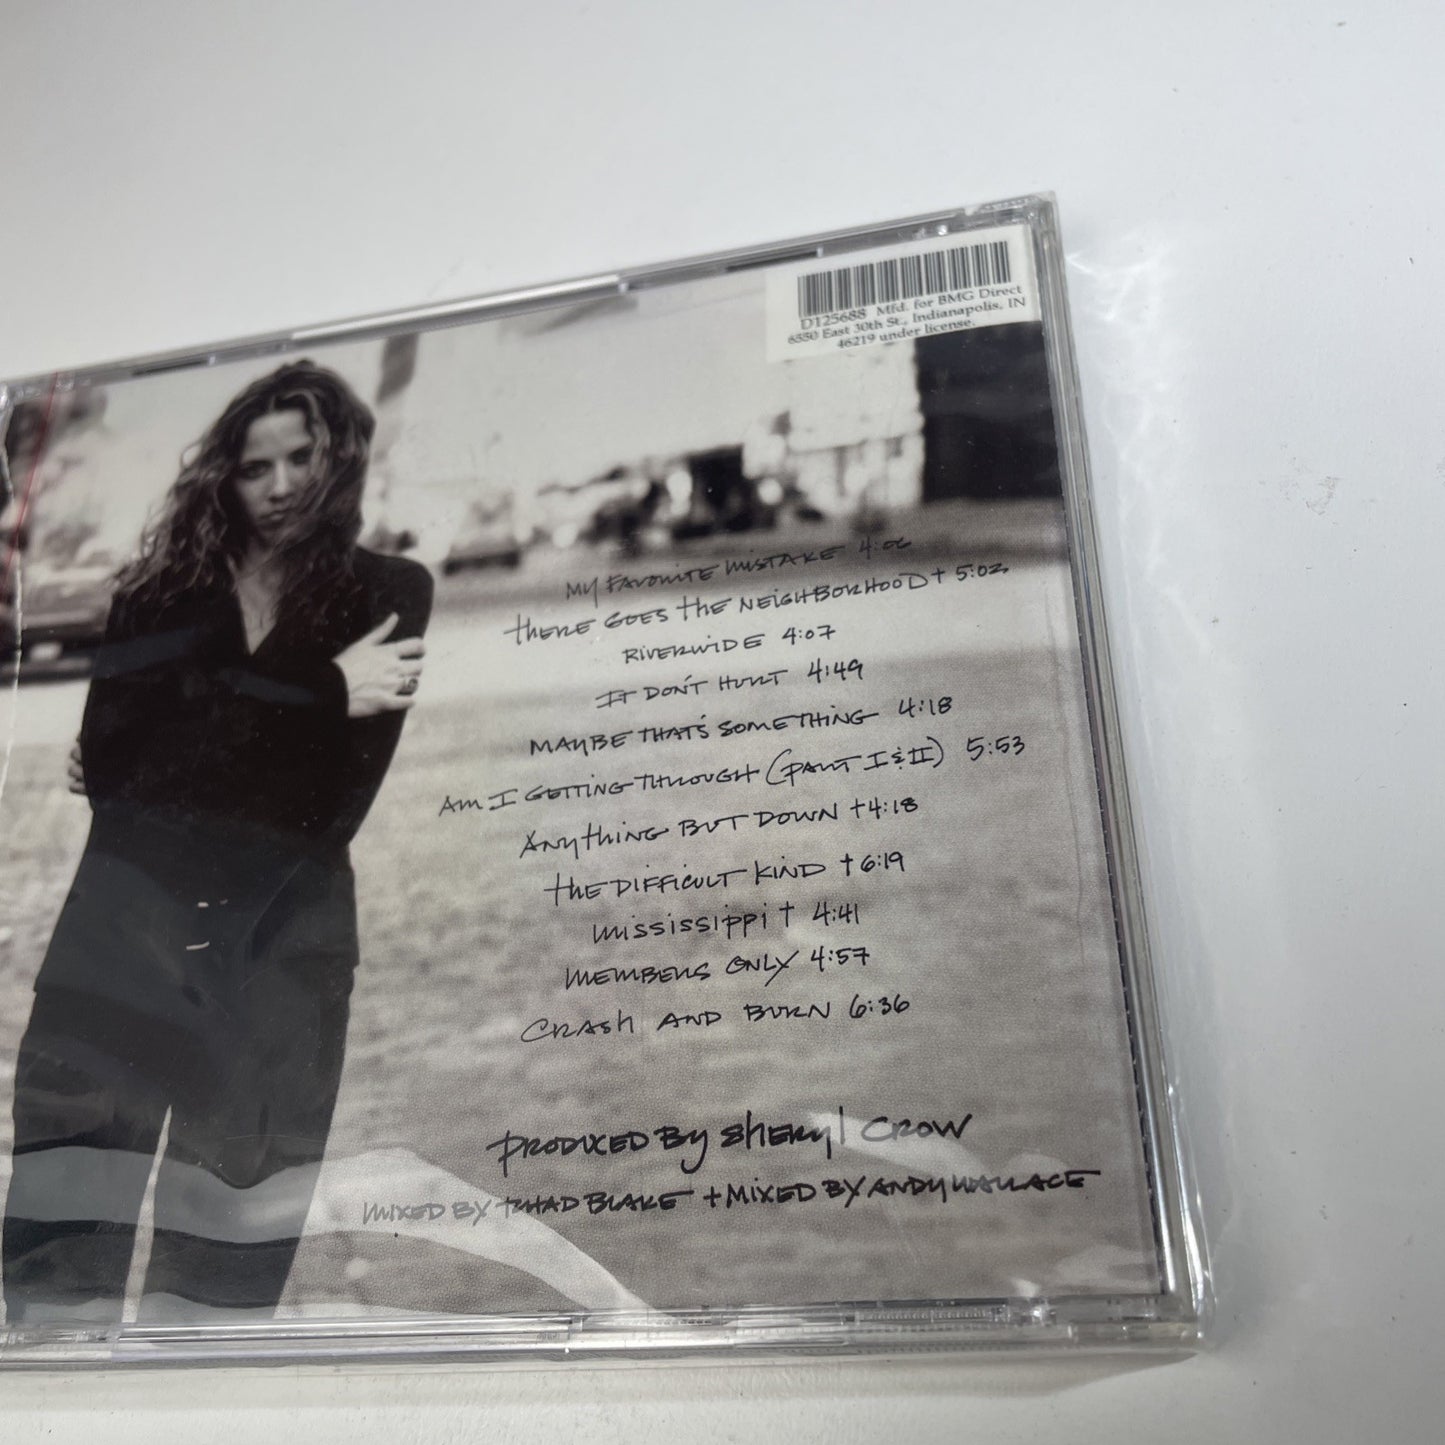 D125688 Mfd. for BMG Direct
6550 East 30th St., Indianapolis, IN
46219 under license.
MY FAVORITE MISTAKE 4:06
tHERE GOES tHE NEIGHBORHOOD † 5:02
RIVERWIDE 4:07
IT DON'T HURT 4:49
MAYBE THAT'S SOMETHING 4:18
AM I GETTING THROUGH (PART I & II) 5:53
ANYthING BUT DOWN † 4:18
tHE DIFFICULT KIND † 6:19
MISSISSIPPI † 4:41
MEMBERS ONLY 4:57
CRASh AND BURN 6:36
PRODUCED BY ShERYl CROW
MIXED BY TCHAD BLAKE † MIXED BY ANDY WALLACE